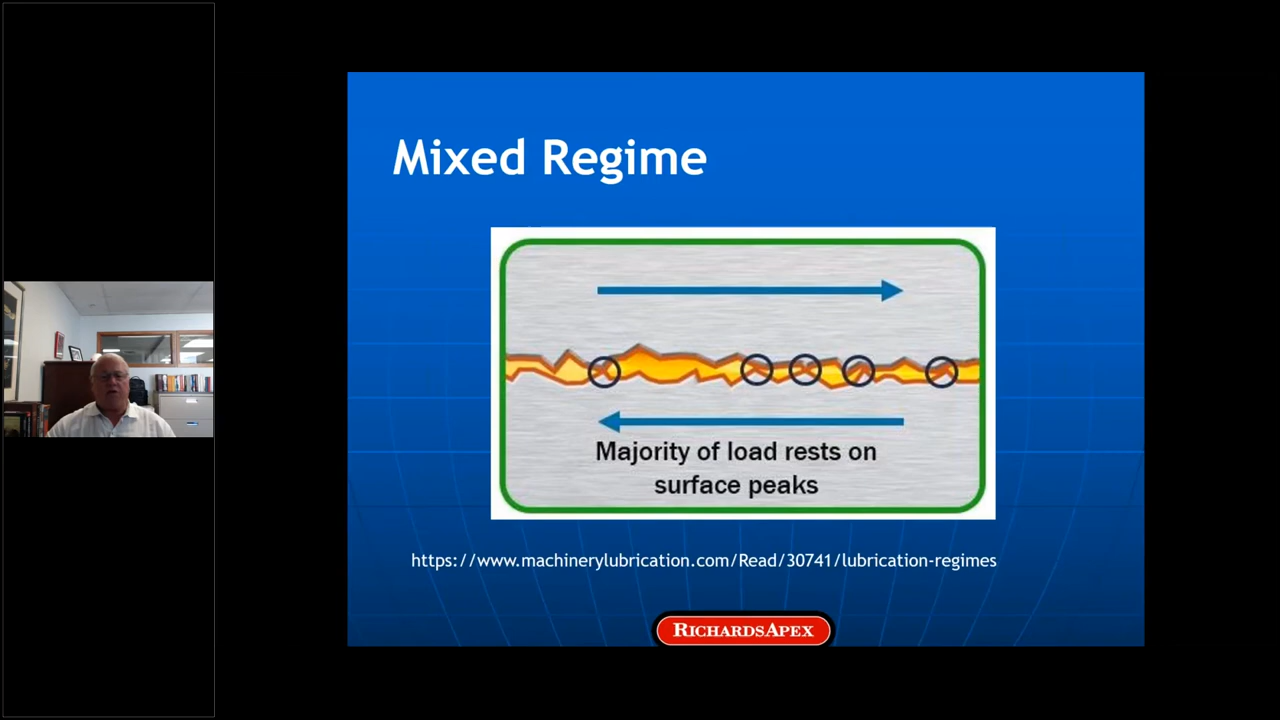 Mixed Regime
Majority of load rests on
surface peaks
https://www.machinerylubrication.com/Read/30741/lubrication-regimes
RICHARDSAPEX